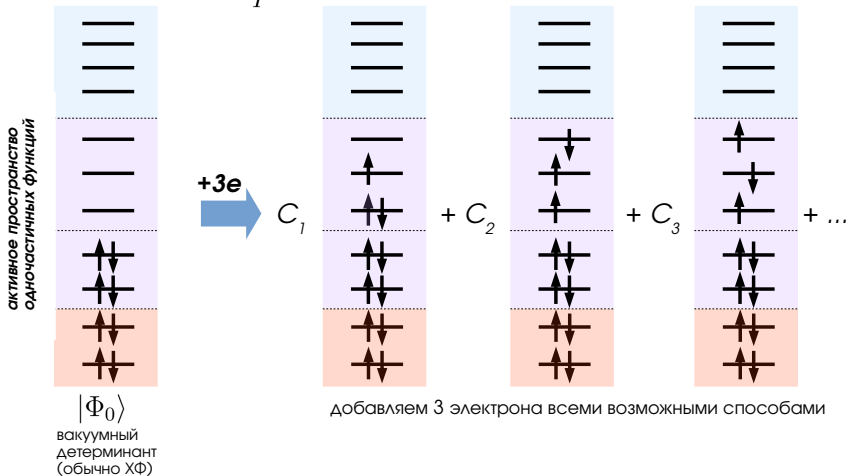 активное пространство
одночастичных функций
+3e
C1
+ C2
+ C3
+ ...
|Φ0⟩
вакуумный
детерминант
(обычно ХФ)
добавляем 3 электрона всеми возможными способами